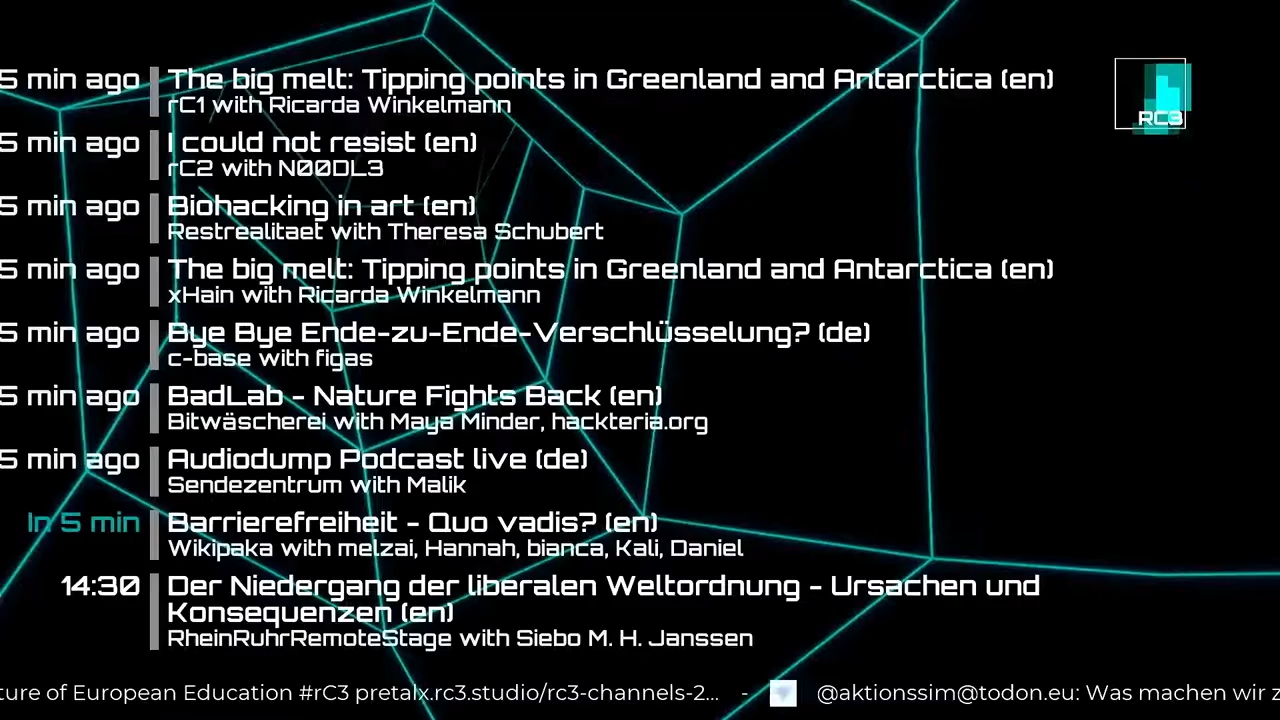 5 min ago The big melt: Tipping points in Greenland and Antarctica (en)
rC1 with Ricarda Winkelmann
RC3
5 min ago I could not resist (en)
rC2 with N00DL3
5 min ago Biohacking in art (en)
Restrealitaet with Theresa Schubert
5 min ago The big melt: Tipping points in Greenland and Antarctica (en)
xHain with Ricarda Winkelmann
5 min ago Bye Bye Ende-zu-Ende-Verschlüsselung? (de)
c-base with figas
5 min ago BadLab - Nature Fights Back (en)
Bitwäscherei with Maya Minder, hackteria.org
5 min ago Audiodump Podcast live (de)
Sendezentrum with Malik
In 5 min Barrierefreiheit - Quo vadis? (en)
Wikipaka with melzai, Hannah, bianca, Kali, Daniel
14:30 Der Niedergang der liberalen Weltordnung - Ursachen und
Konsequenzen (en)
RheinRuhrRemoteStage with Siebo M. H. Janssen
ture of European Education #rC3 pretalx.rc3.studio/rc3-channels-2... - @aktionssim@todon.eu: Was machen wir z